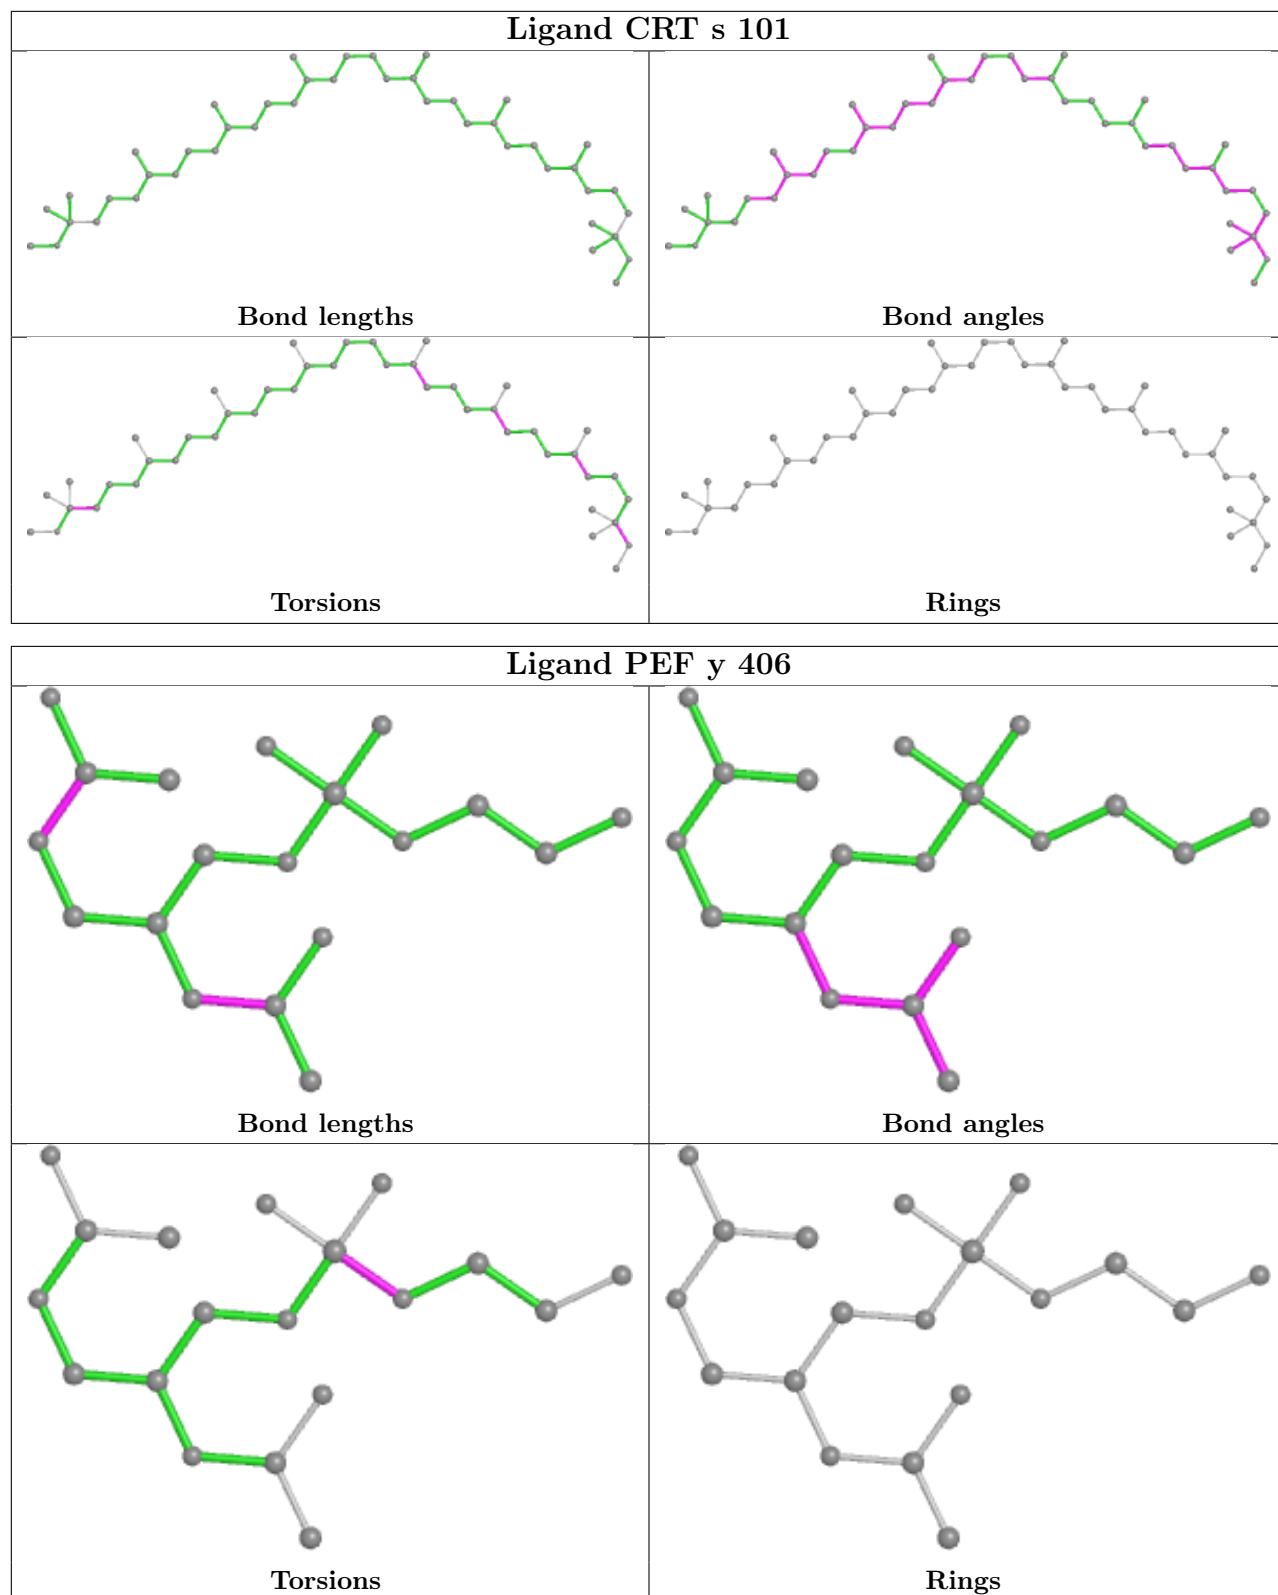 Ligand CRT s 101
Bond lengths
Bond angles
Torsions
Rings
Ligand PEF y 406
Bond lengths
Bond angles
Torsions
Rings